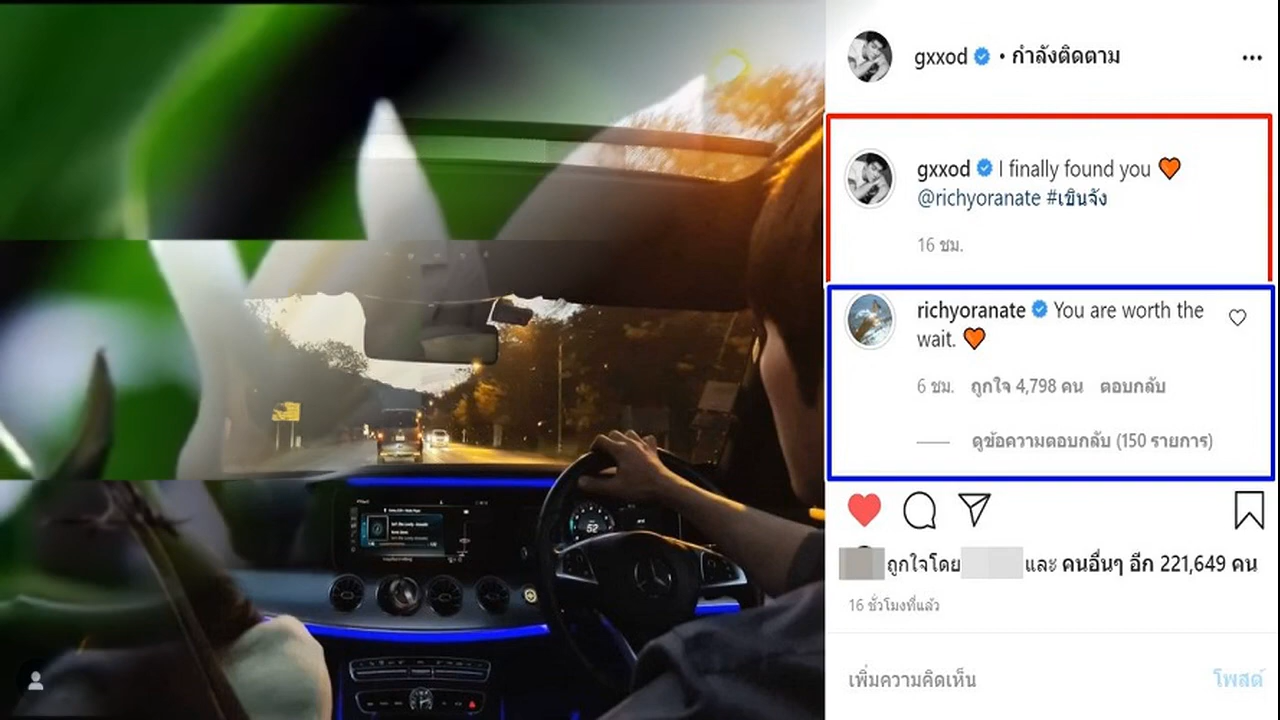 gxxod • กำลังติดตาม
gxxod I finally found you 🧡
@richyoranate #เขินจัง
16 ชม.
richyoranate You are worth the
wait. 🧡
6 ชม. ถูกใจ 4,798 คน ตอบกลับ
ดูข้อความตอบกลับ (150 รายการ)
ถูกใจโดย และ คนอื่นๆ อีก 221,649 คน
16 ชั่วโมงที่แล้ว
เพิ่มความคิดเห็น โพสต์
52